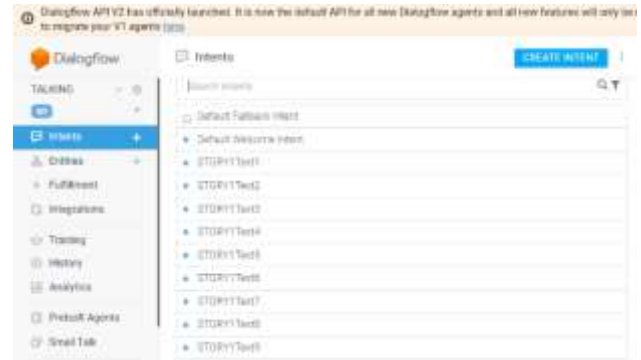 Dialogflow API V2 has officially launched. It is now the default API for all new Dialogflow agents and all new features will only be
to migrate your V1 agents here
Dialogflow
Intents
CREATE INTENT
TALKING
Search intents
Intents
Default Fallback Intent
Default Welcome Intent
Entities
STORY1Text1
Fulfillment
STORY1Text2
Integrations
STORY1Text3
Training
STORY1Text4
History
STORY1Text5
Analytics
STORY1Text6
Prebuilt Agents
STORY1Text7
STORY1Text8
Small Talk
STORY1Text9